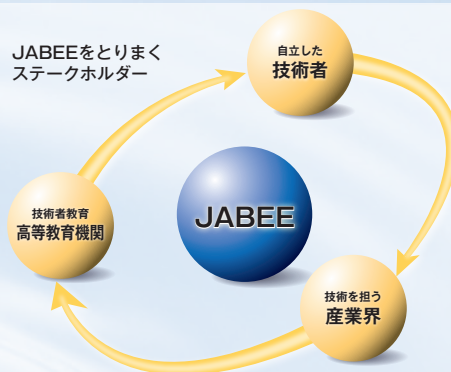 JABEEをとりまく
ステークホルダー
自立した
技術者
JABEE
技術者教育
高等教育機関
技術を担う
産業界